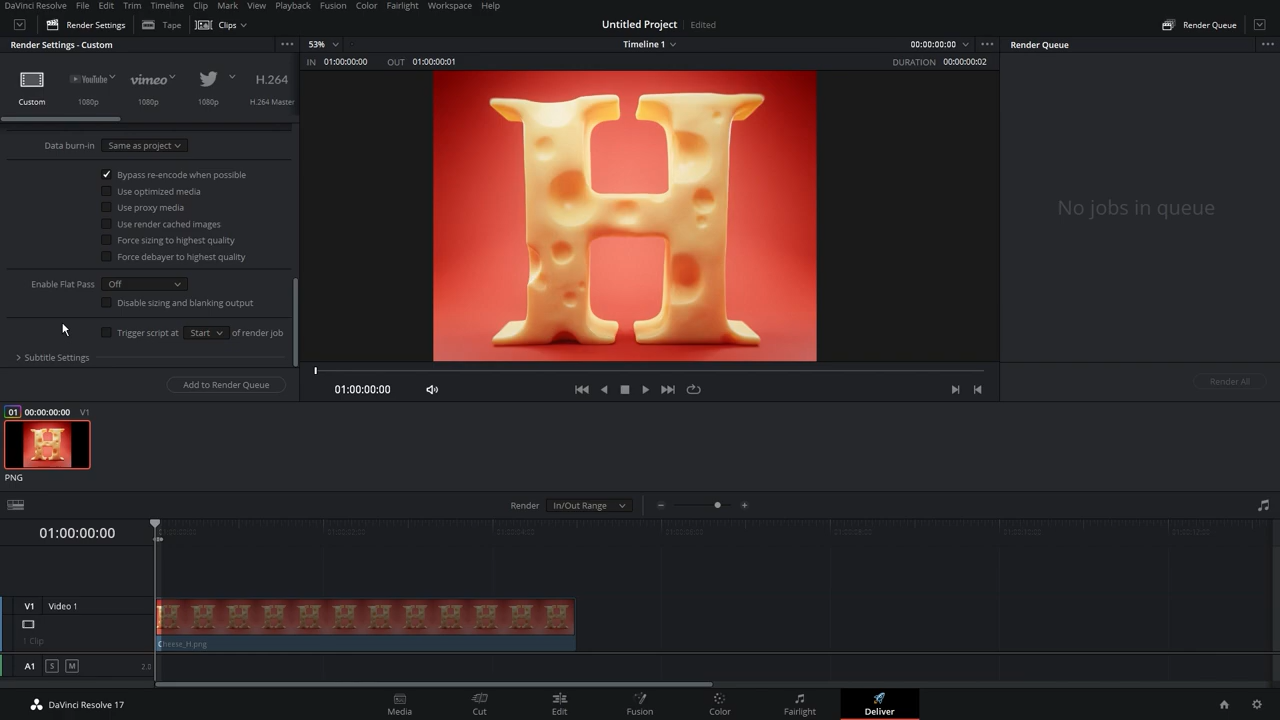 DaVinci Resolve File Edit Trim Timeline Clip Mark View Playback Fusion Color Fairlight Workspace Help
Render Settings Tape Clips Untitled Project Edited Render Queue
Render Settings - Custom 53% Timeline 1 00:00:00:00 Render Queue
IN 01:00:00:00 OUT 01:00:00:01 DURATION 00:00:00:02
YouTube vimeo H.264
Custom 1080p 1080p 1080p H.264 Master
Data burn-in Same as project
Bypass re-encode when possible
Use optimized media
Use proxy media
Use render cached images
Force sizing to highest quality
Force debayer to highest quality
Enable Flat Pass Off
Disable sizing and blanking output
Trigger script at Start of render job
Subtitle Settings
Add to Render Queue
H
No jobs in queue
Render All
01:00:00:00
01 00:00:00:00 V1
PNG
Render In/Out Range
01:00:00:00
V1 Video 1
1 Clip
Cheese_H.png
A1 S M 2.0
DaVinci Resolve 17 Media Cut Edit Fusion Color Fairlight Deliver